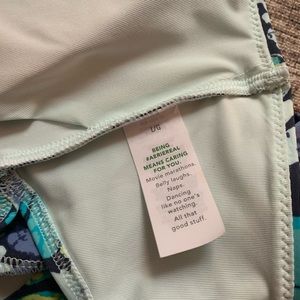 L/G
BEING
#AERIEREAL
MEANS CARING
FOR YOU.
Movie marathons.
Belly laughs.
Naps.
Dancing
like no one's
watching.
All that
good stuff.